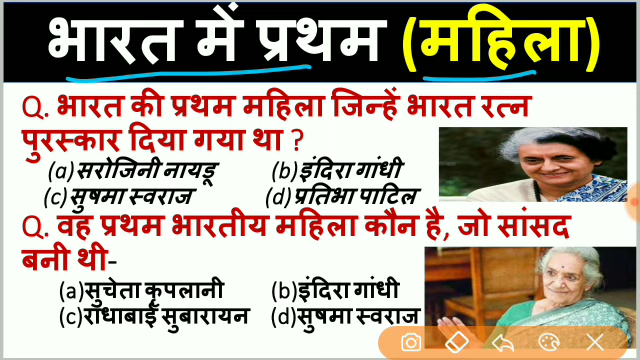 भारत में प्रथम (महिला)
Q. भारत की प्रथम महिला जिन्हें भारत रत्न
पुरस्कार दिया गया था ?
(a)सरोजिनी नायडू (b)इंदिरा गांधी
(c)सुषमा स्वराज (d)प्रतिभा पाटिल
Q. वह प्रथम भारतीय महिला कौन है, जो सांसद
बनी थी-
(a)सुचेता कृपलानी (b)इंदिरा गांधी
(c)राधाबाई सुबारायन (d)सुषमा स्वराज